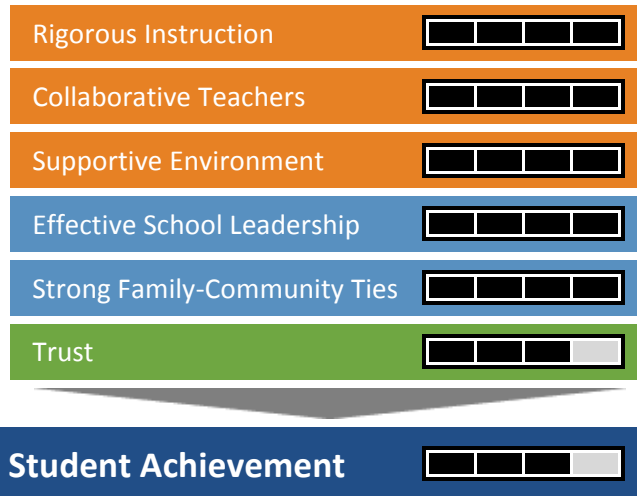 Rigorous Instruction
Collaborative Teachers
Supportive Environment
Effective School Leadership
Strong Family-Community Ties
Trust
Student Achievement